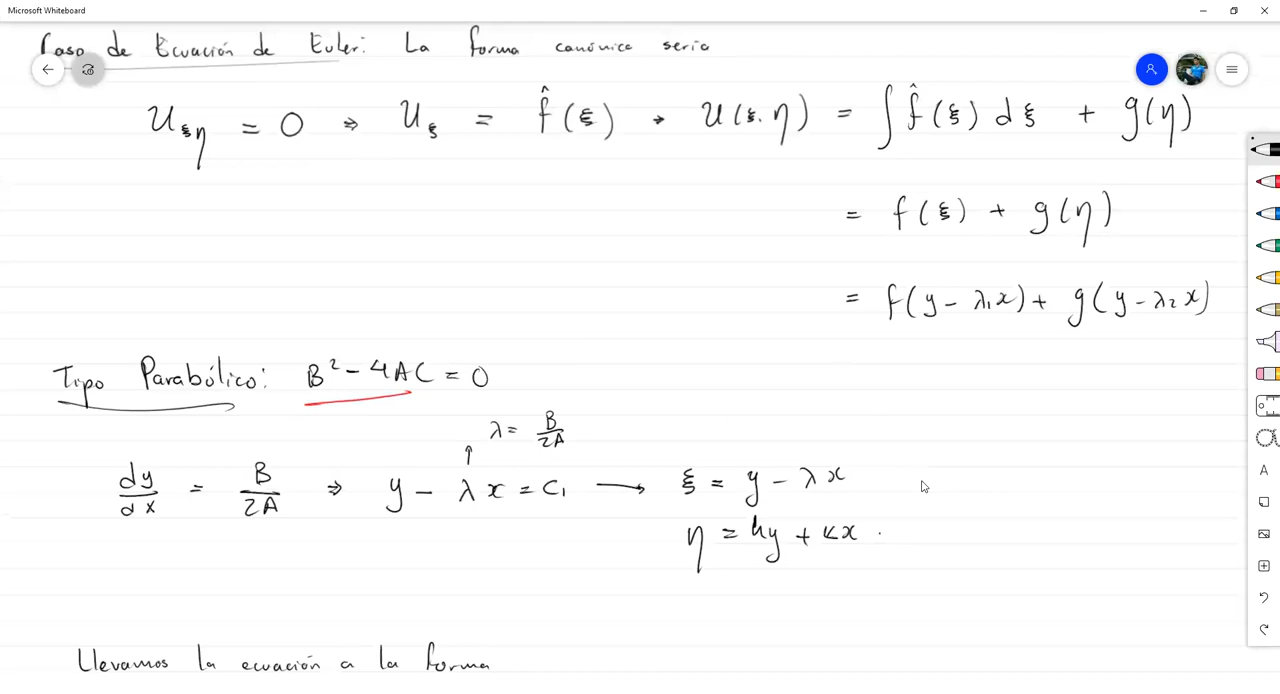 Microsoft Whiteboard
Caso de Ecuación de Euler: La forma canónica seria
U_ξη = 0 ⇒ U_ξ = f̂(ξ) → U(ξ.η) = ∫ f̂(ξ) dξ + g(η)
= f(ξ) + g(η)
= f(y - λ₁x) + g(y - λ₂x)
Tipo Parabólico: B² - 4AC = 0
λ = B/2A
dy/dx = B/2A ⇒ y - λx = C₁ → ξ = y - λx
η = hy + kx
Llevamos la ecuación a la forma
A